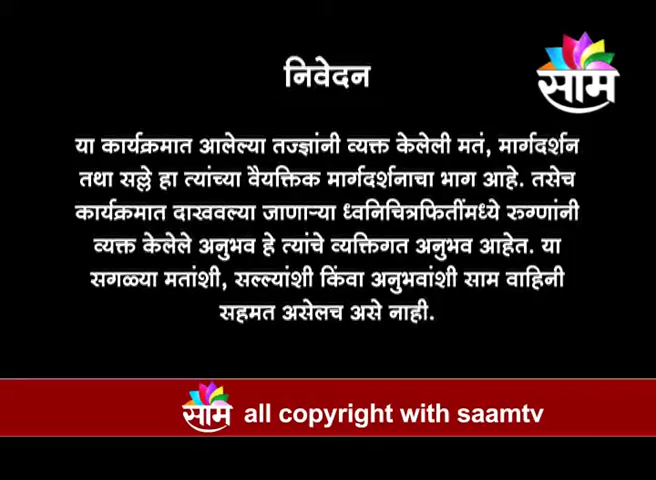 साम
निवेदन
या कार्यक्रमात आलेल्या तज्ज्ञांनी व्यक्त केलेली मतं, मार्गदर्शन
तथा सल्ले हा त्यांच्या वैयक्तिक मार्गदर्शनाचा भाग आहे. तसेच
कार्यक्रमात दाखवल्या जाणाऱ्या ध्वनिचित्रफितींमध्ये रुग्णांनी
व्यक्त केलेले अनुभव हे त्यांचे व्यक्तिगत अनुभव आहेत. या
सगळ्या मतांशी, सल्ल्यांशी किंवा अनुभवांशी साम वाहिनी
सहमत असेलच असे नाही.
साम all copyright with saamtv